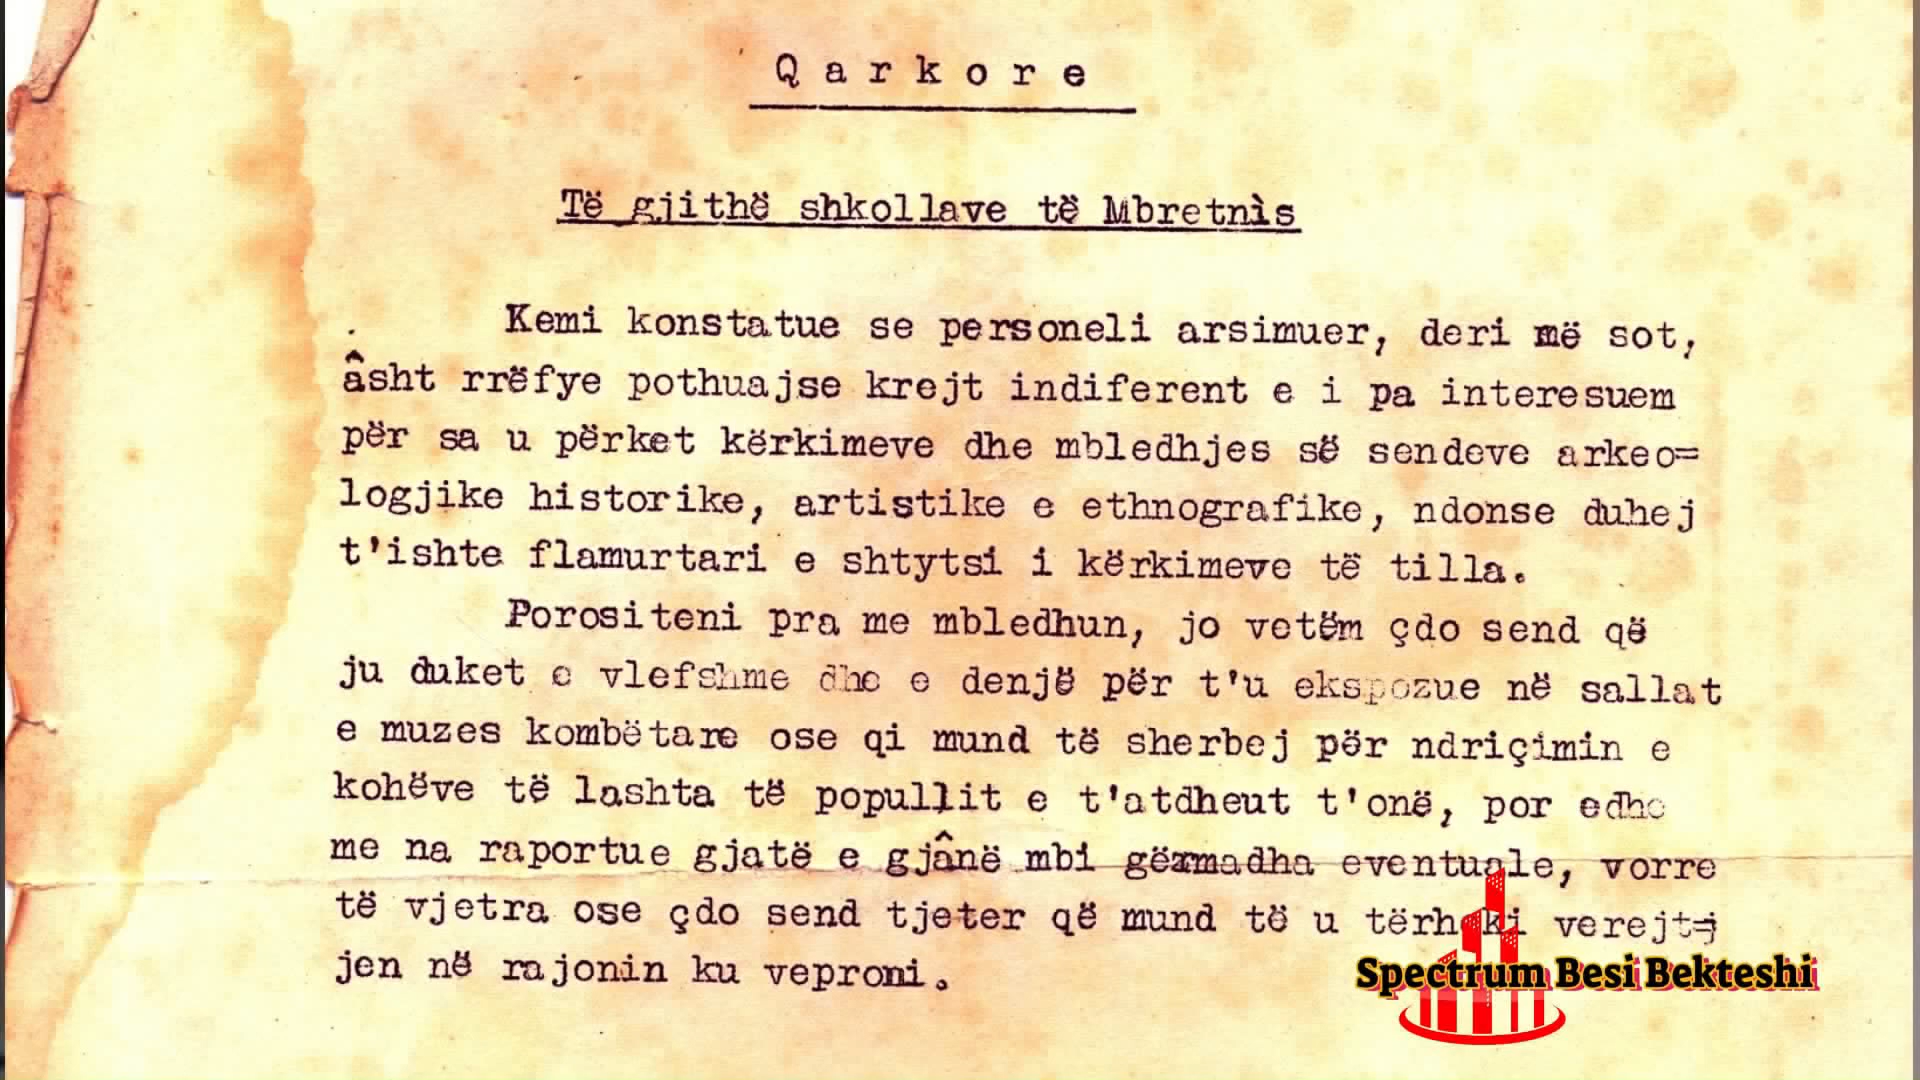 Qarkore
Të gjithë shkollave të Mbretnìs
Kemi konstatue se personeli arsimuer, deri më sot,
âsht rrëfye pothuajse krejt indiferent e i pa interesuem
për sa u përket kërkimeve dhe mbledhjes së sendeve arkeo=
logjike historike, artistike e ethnografike, ndonse duhej
t'ishte flamurtari e shtytsi i kërkimeve të tilla.
Porositeni pra me mbledhun, jo vetëm çdo send që
ju duket e vlefshme dhe e denjë për t'u ekspozue në sallat
e muzes kombëtare ose qi mund të sherbej për ndriçimin e
kohëve të lashta të popullit e t'atdheut t'onë, por edhe
me na raportue gjatë e gjânë mbi gërmadha eventuale, vorre
të vjetra ose çdo send tjeter që mund të u tërheki verejtj
jen në rajonin ku veproni.
Spectrum Besi Bekteshi